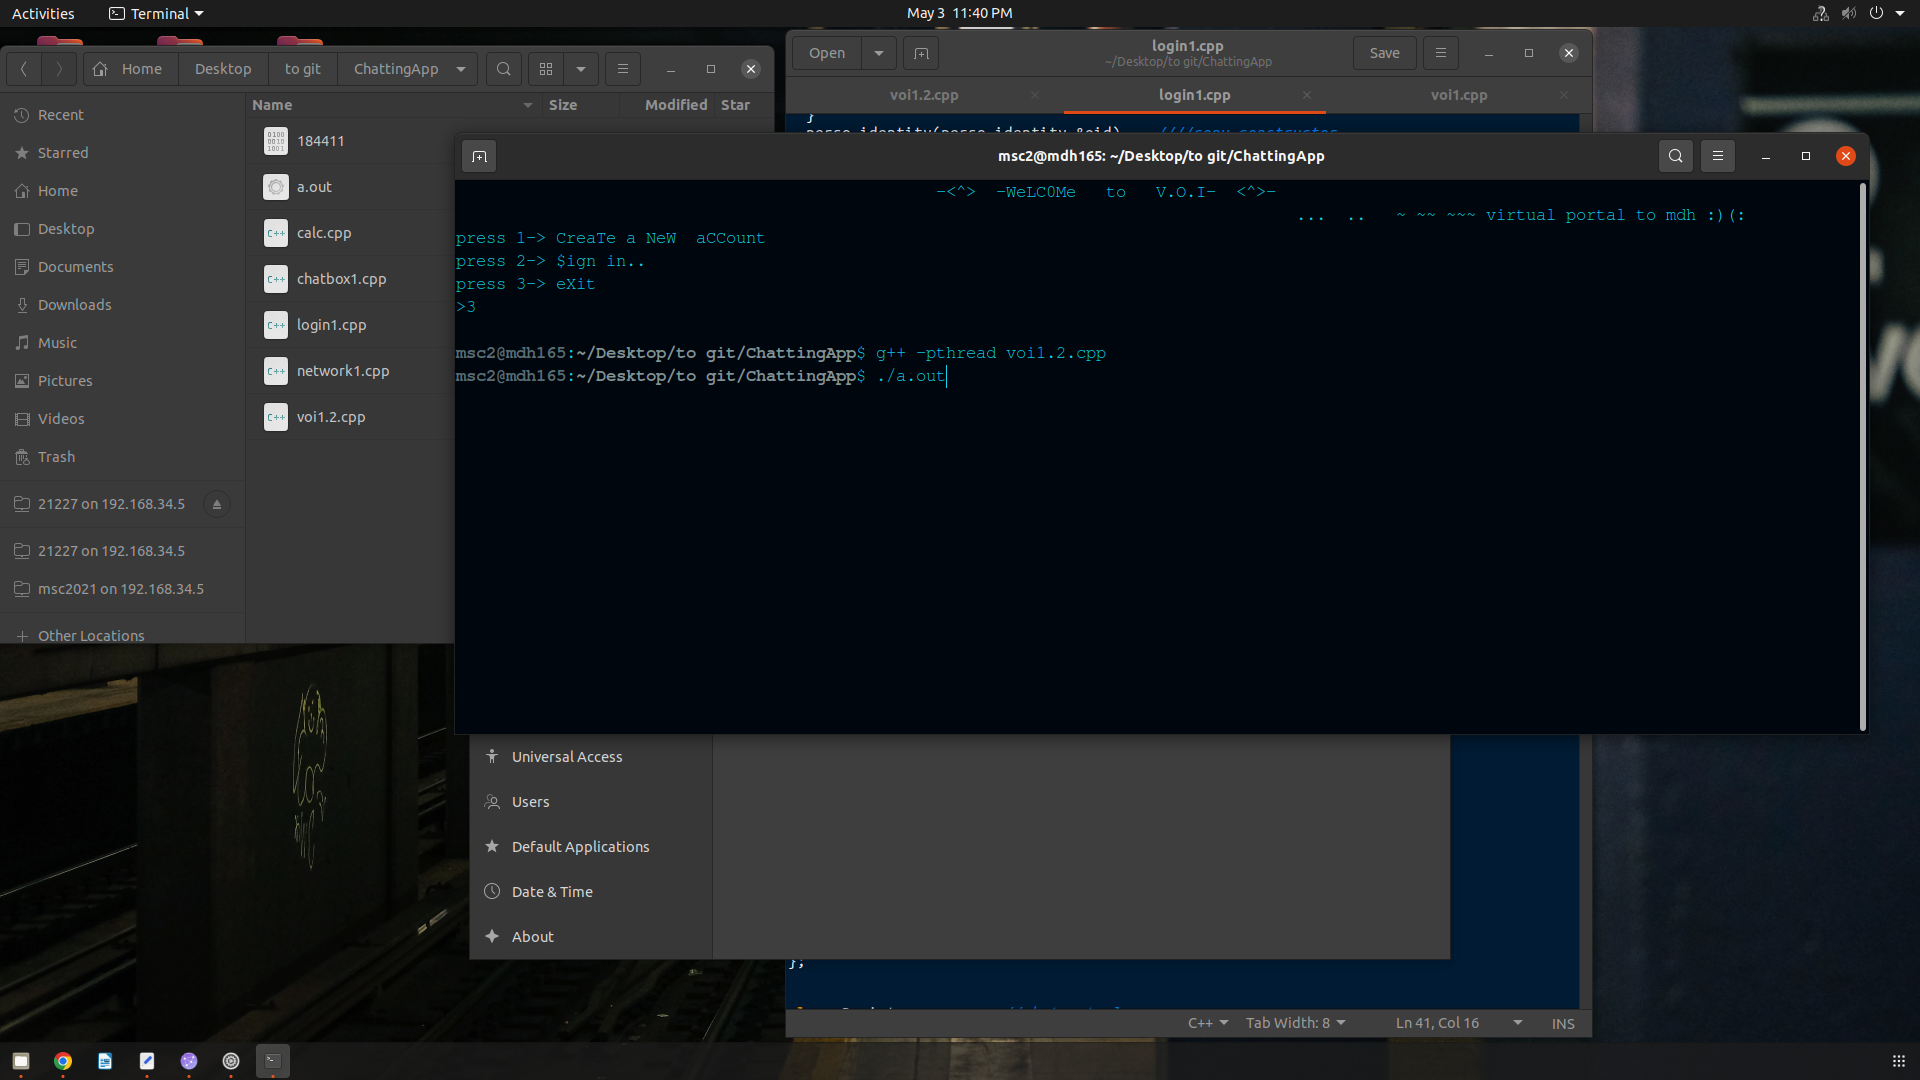 Activities
Terminal
May 3 11:40 PM
Home
Desktop
to git
ChattingApp
Name
Size
Modified
Star
Recent
Starred
Home
Desktop
Documents
Downloads
Music
Pictures
Videos
Trash
21227 on 192.168.34.5
21227 on 192.168.34.5
msc2021 on 192.168.34.5
Other Locations
184411
a.out
calc.cpp
chatbox1.cpp
login1.cpp
network1.cpp
voi1.2.cpp
Open
login1.cpp
~/Desktop/to git/ChattingApp
Save
voi1.2.cpp
login1.cpp
voi1.cpp
}
msc2@mdh165: ~/Desktop/to git/ChattingApp
-<^> -WeLC0Me to V.O.I- <^>-
... .. ~ ~~ ~~~ virtual portal to mdh :)(:
press 1-> CreaTe a NeW aCCount
press 2-> $ign in..
press 3-> eXit
>3
msc2@mdh165:~/Desktop/to git/ChattingApp$ g++ -pthread voi1.2.cpp
msc2@mdh165:~/Desktop/to git/ChattingApp$ ./a.out
Universal Access
Users
Default Applications
Date & Time
About
};
C++
Tab Width: 8
Ln 41, Col 16
INS